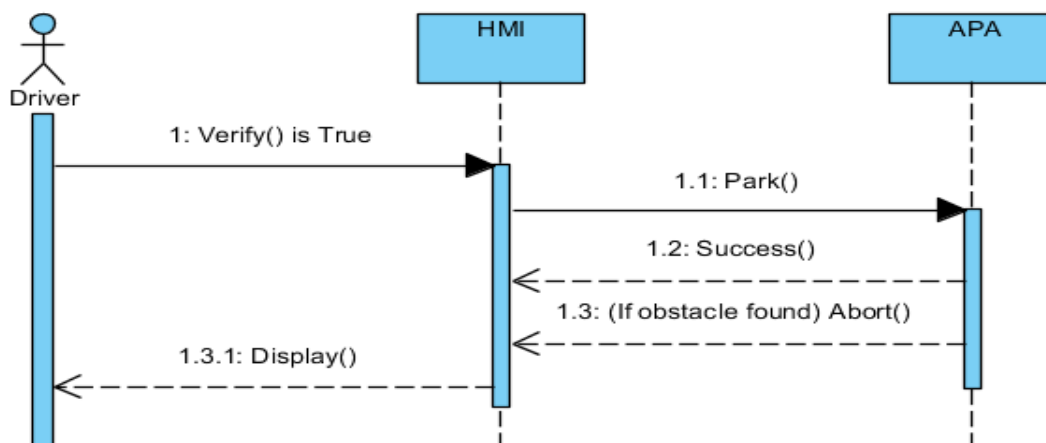 HMI
APA
Driver
1: Verify() is True
1.1: Park()
1.2: Success()
1.3: (If obstacle found) Abort()
1.3.1: Display()